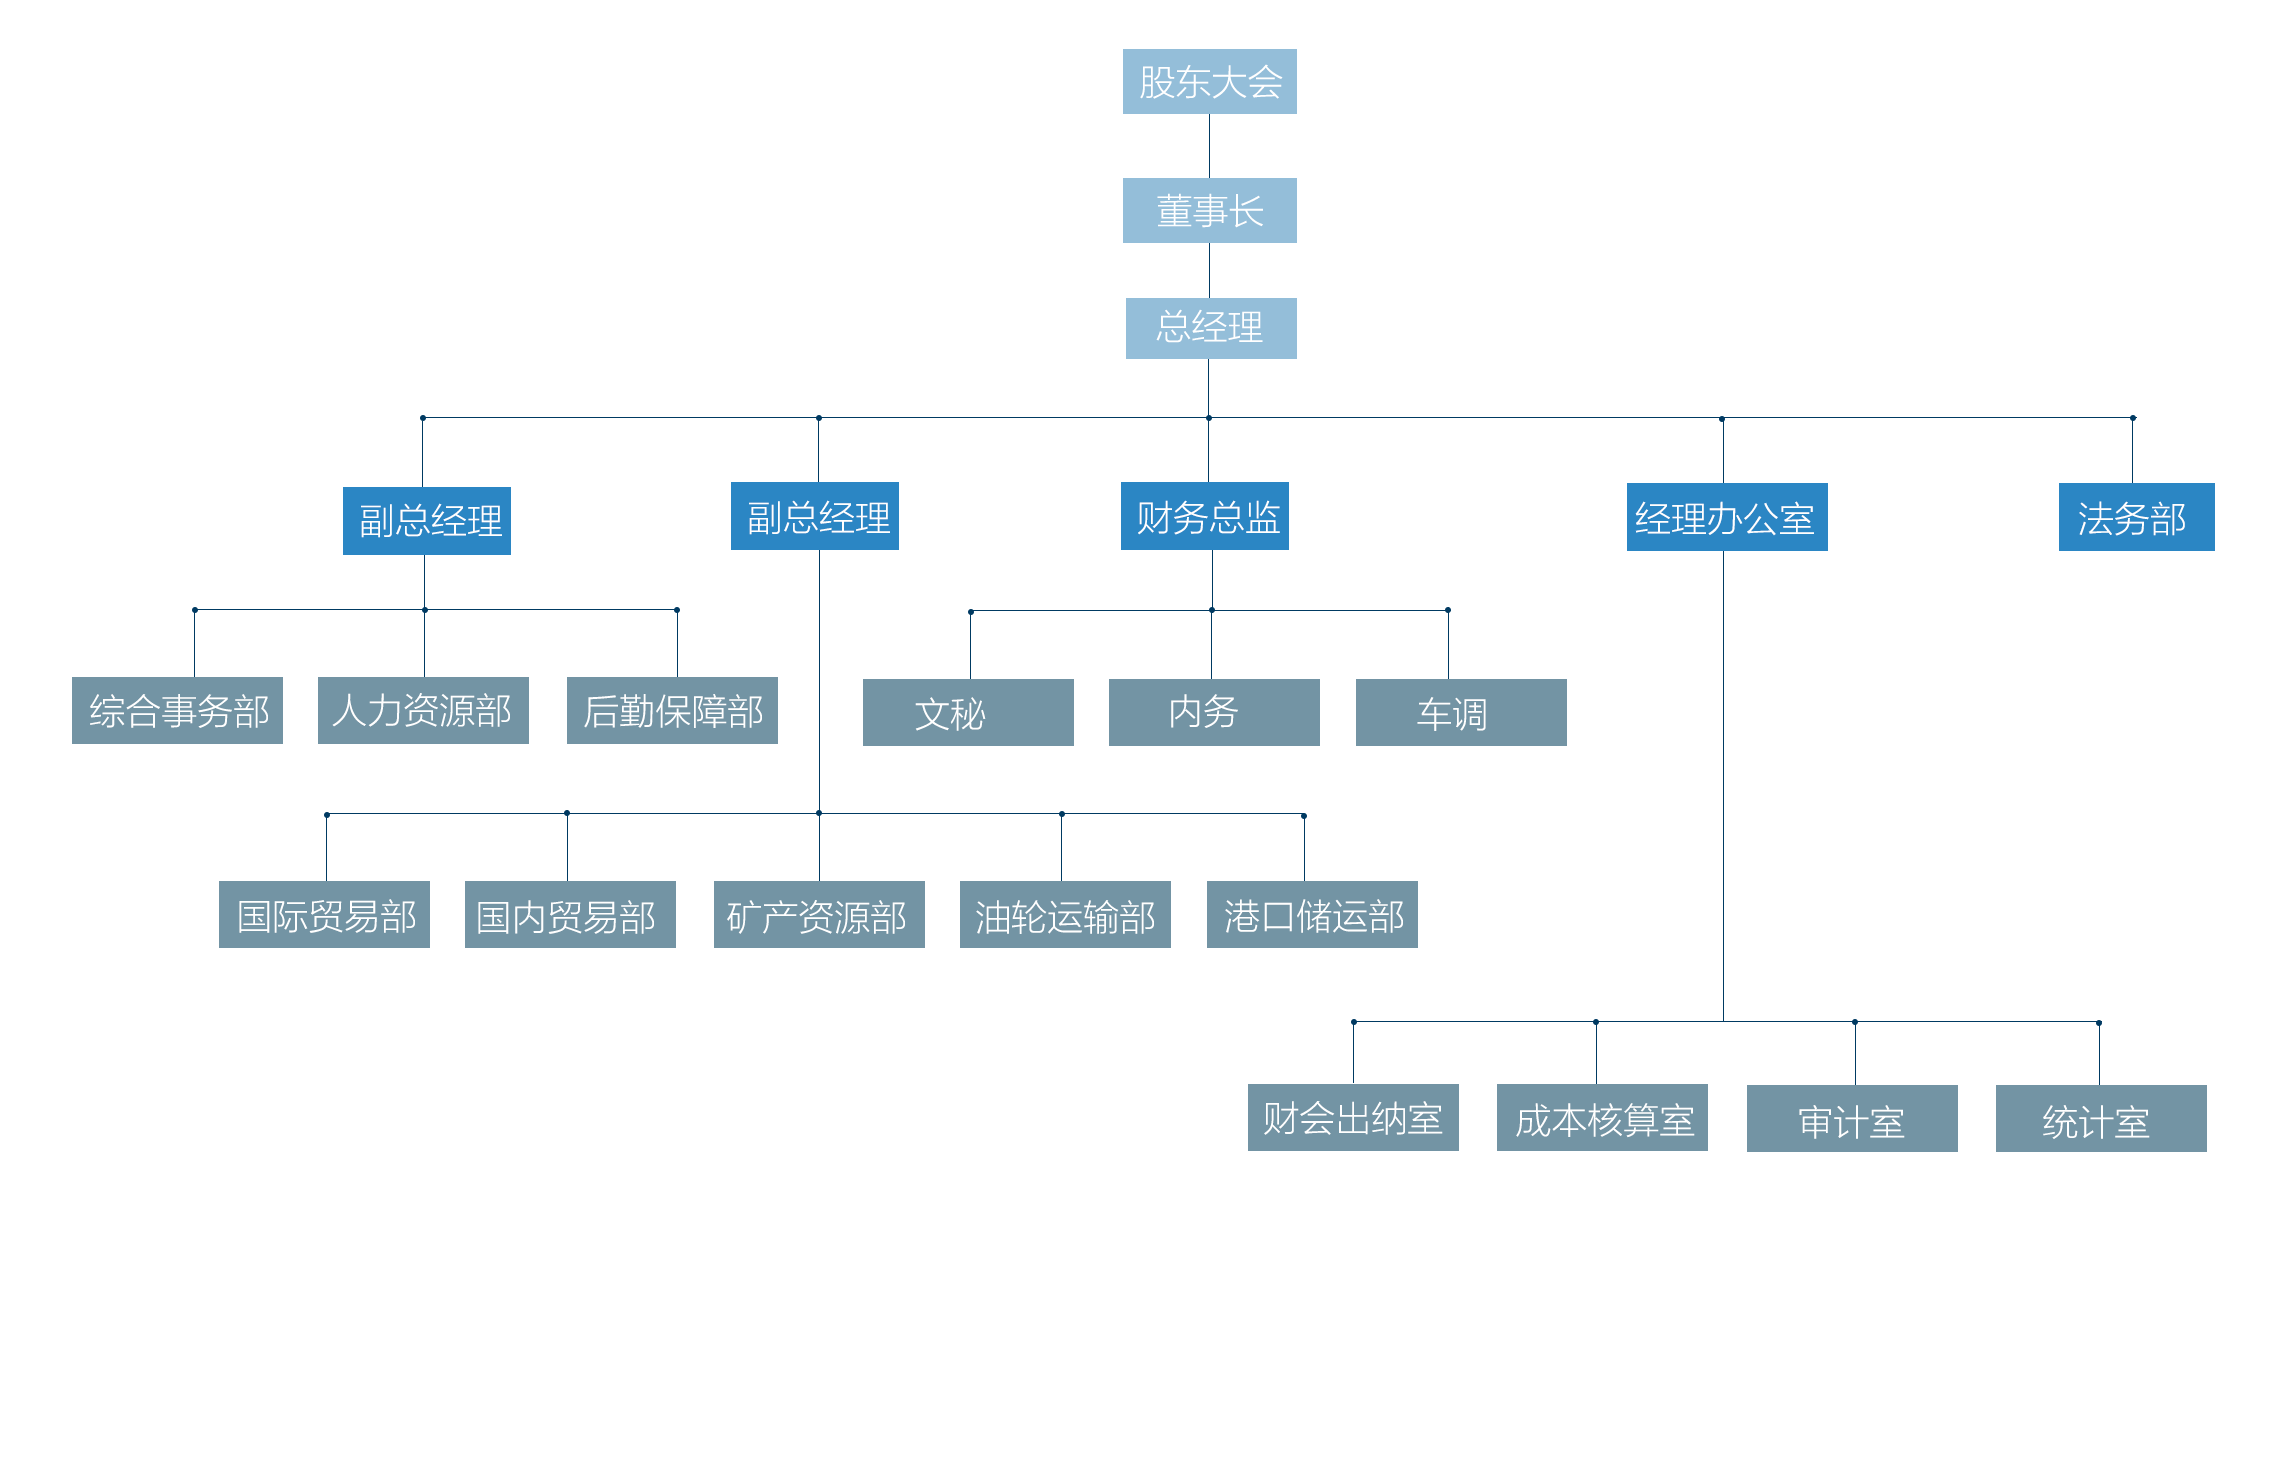 股东大会
董事长
总经理
副总经理
副总经理
财务总监
经理办公室
法务部
综合事务部
人力资源部
后勤保障部
文秘
内务
车调
国际贸易部
国内贸易部
矿产资源部
油轮运输部
港口储运部
财会出纳室
成本核算室
审计室
统计室